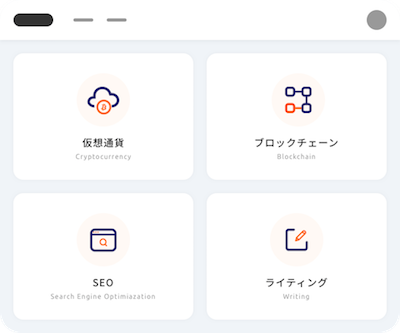 仮想通貨
Cryptocurrency
ブロックチェーン
Blockchain
SEO
Search Engine Optimiazation
ライティング
Writing